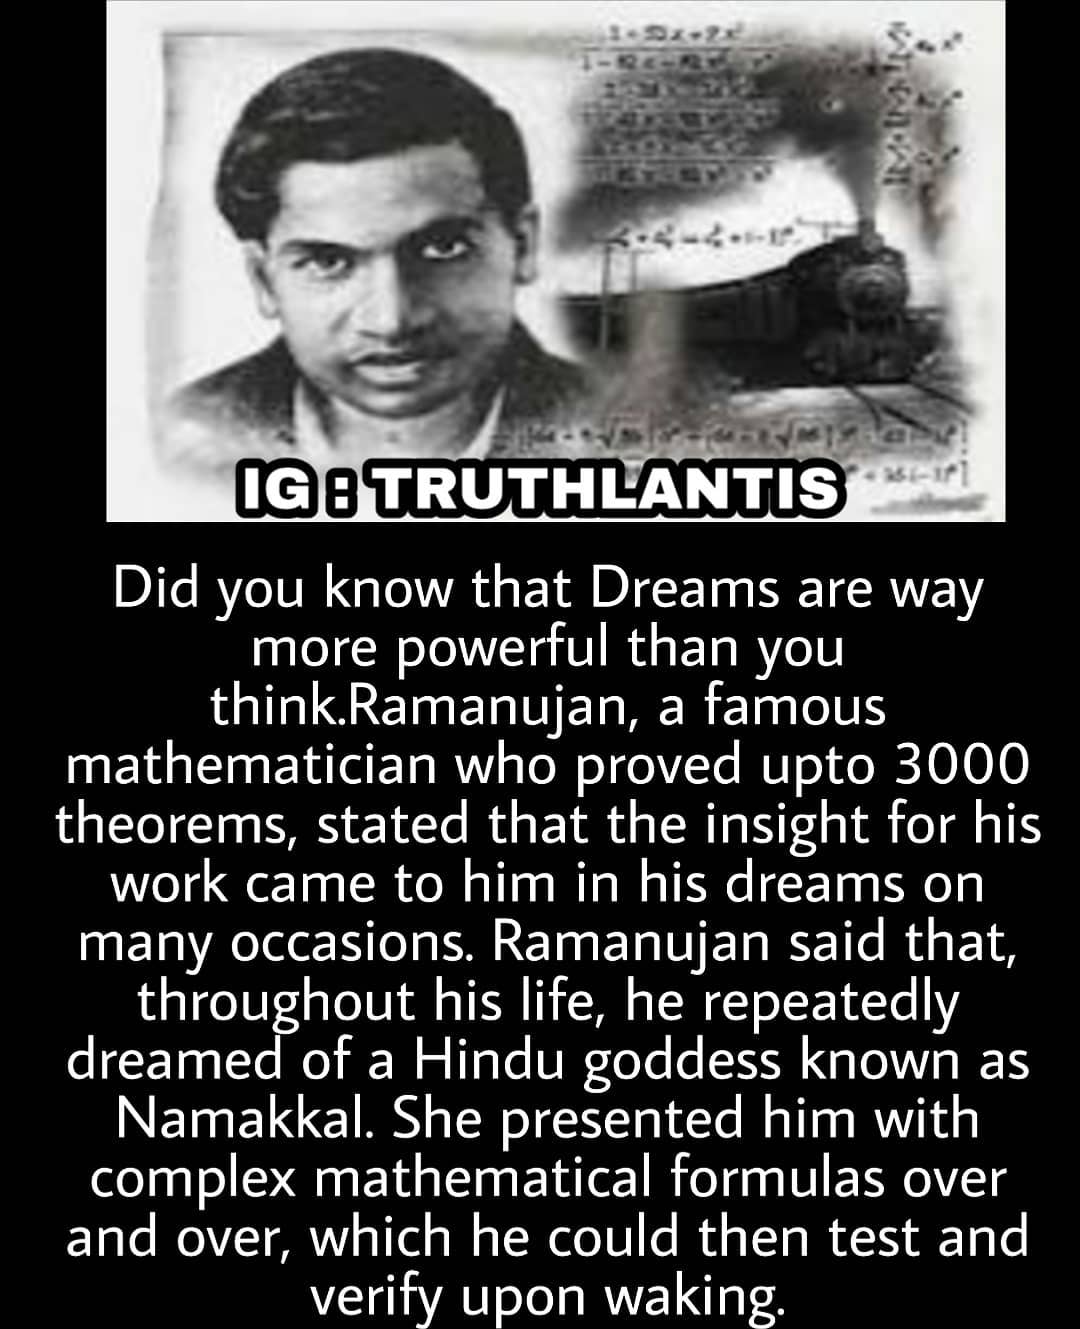 IG : TRUTHLANTIS
Did you know that Dreams are way
more powerful than you
think.Ramanujan, a famous
mathematician who proved upto 3000
theorems, stated that the insight for his
work came to him in his dreams on
many occasions. Ramanujan said that,
throughout his life, he repeatedly
dreamed of a Hindu goddess known as
Namakkal. She presented him with
complex mathematical formulas over
and over, which he could then test and
verify upon waking.